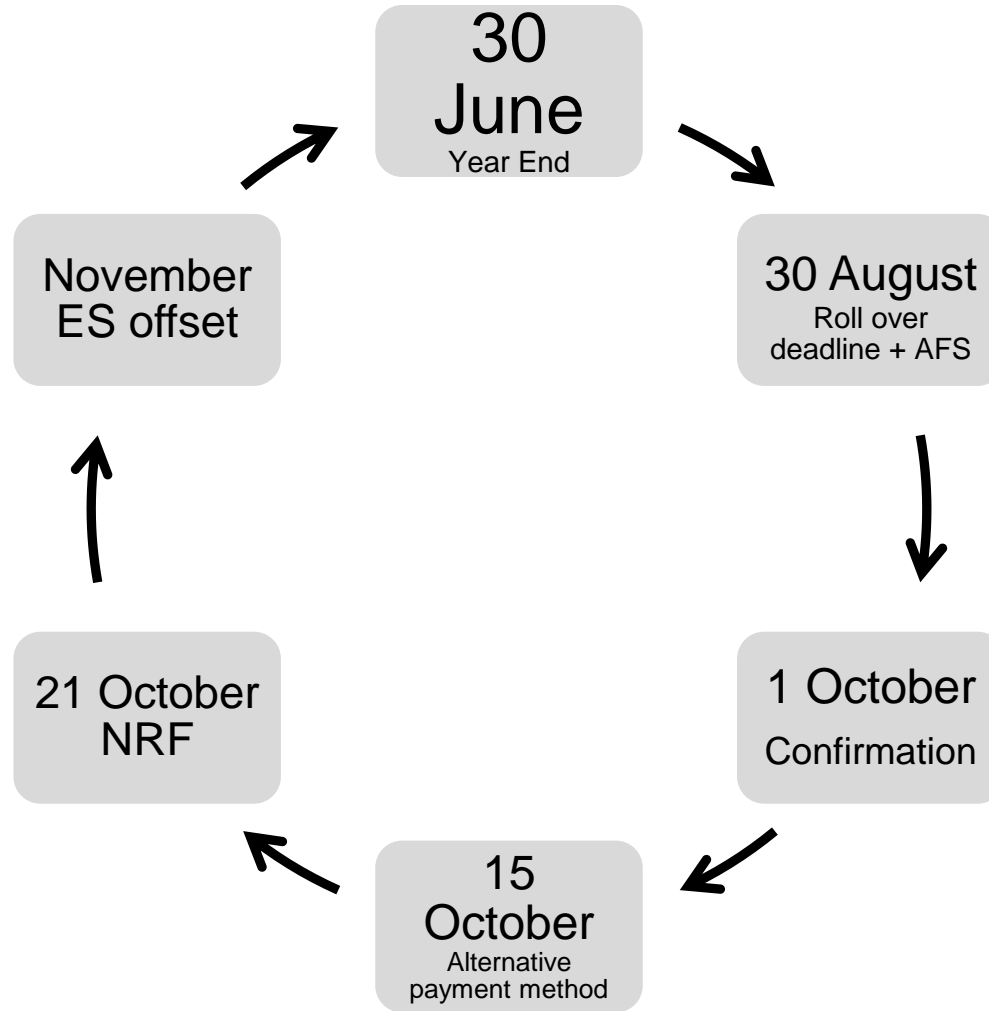 30
June
Year End
30 August
Roll over
deadline + AFS
1 October
Confirmation
15
October
Alternative
payment method
21 October
NRF
November
ES offset